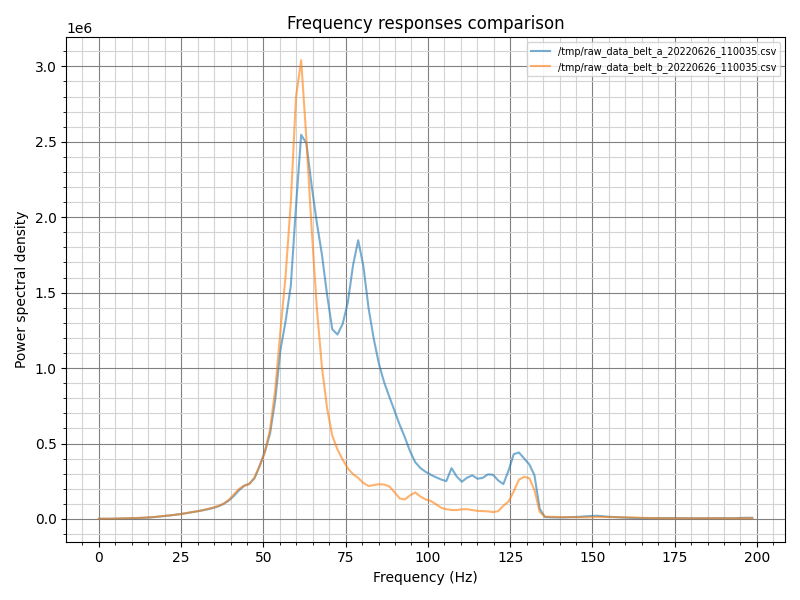 Frequency responses comparison
1e6
/tmp/raw_data_belt_a_20220626_110035.csv
/tmp/raw_data_belt_b_20220626_110035.csv
3.0
2.5
2.0
1.5
1.0
0.5
0.0
Power spectral density
0 25 50 75 100 125 150 175 200
Frequency (Hz)